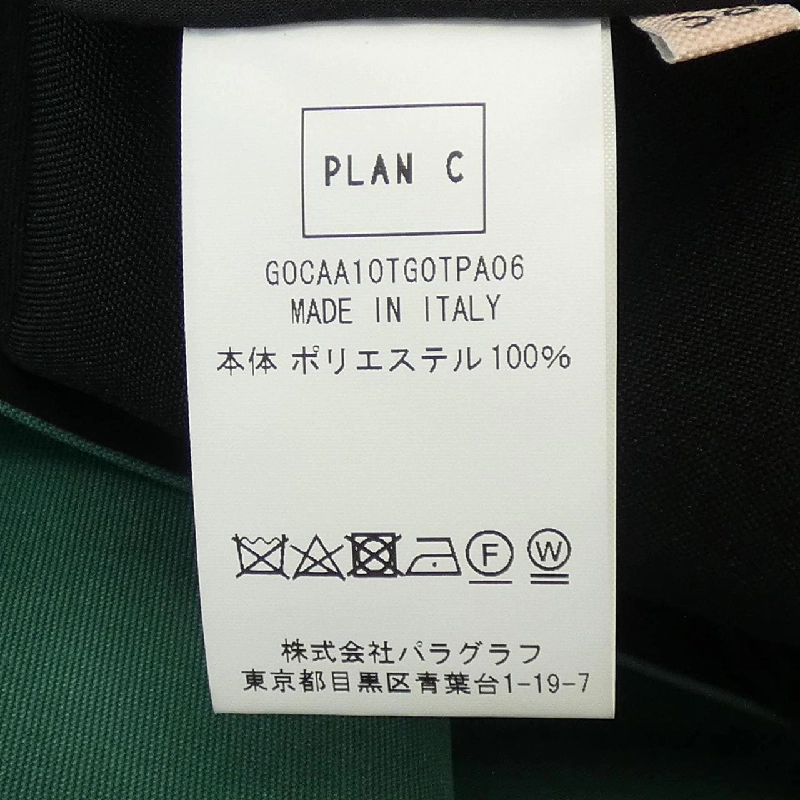 PLAN C
GOCAA10TGOTPA06
MADE IN ITALY
本体 ポリエステル100%
F W
株式会社パラグラフ
東京都目黒区青葉台1-19-7